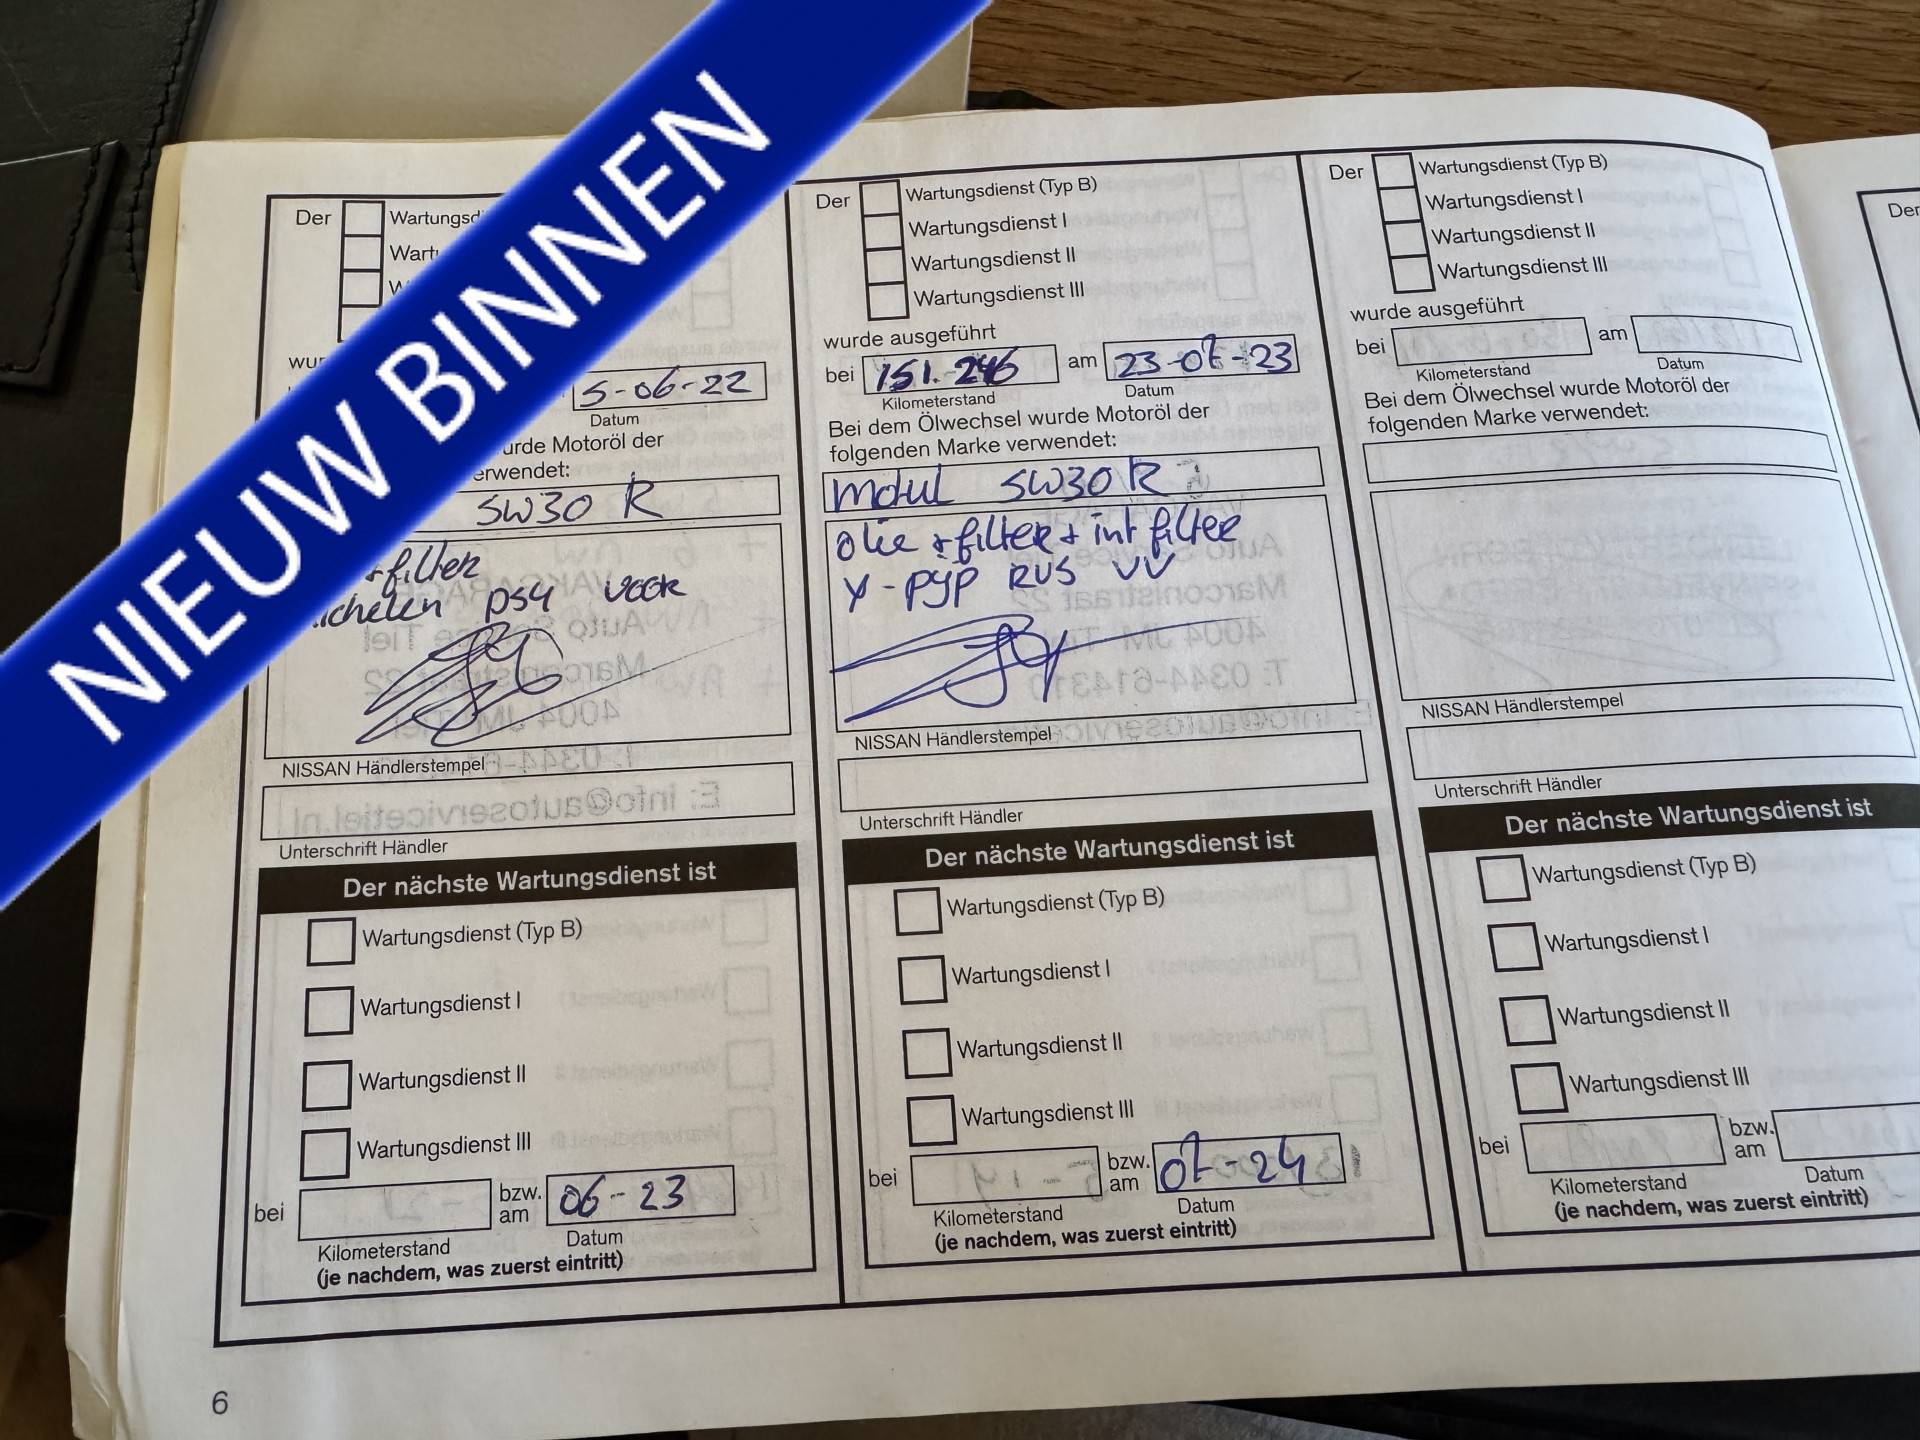 NIEUW BINNEN
Der
Wartungsd
Wart
W
wur
5-06-22
Datum
urde Motoröl der
erwendet:
5W30 R
+filter
PS4 voor
NISSAN Händlerstempel
Unterschrift Händler
Der nächste Wartungsdienst ist
Wartungsdienst (Typ B)
Wartungsdienst I
Wartungsdienst II
Wartungsdienst III
bei
bzw. am
06-23
Kilometerstand
Datum
(je nachdem, was zuerst eintritt)
Der
Wartungsdienst (Typ B)
Wartungsdienst I
Wartungsdienst II
Wartungsdienst III
wurde ausgeführt
bei 151.246 am 23-07-23
Kilometerstand
Datum
Bei dem Ölwechsel wurde Motoröl der
folgenden Marke verwendet:
Motul 5W30 R
olie + filter + int filter
Y-pijp RVS VV
NISSAN Händlerstempel
Unterschrift Händler
Der nächste Wartungsdienst ist
Wartungsdienst (Typ B)
Wartungsdienst I
Wartungsdienst II
Wartungsdienst III
bei
bzw. am
07-24
Kilometerstand
Datum
(je nachdem, was zuerst eintritt)
Der
Wartungsdienst (Typ B)
Wartungsdienst I
Wartungsdienst II
Wartungsdienst III
wurde ausgeführt
bei
am
Kilometerstand
Datum
Bei dem Ölwechsel wurde Motoröl der
folgenden Marke verwendet:
NISSAN Händlerstempel
Unterschrift Händler
Der nächste Wartungsdienst ist
Wartungsdienst (Typ B)
Wartungsdienst I
Wartungsdienst II
Wartungsdienst III
bei
bzw. am
Kilometerstand
Datum
(je nachdem, was zuerst eintritt)
Der
6